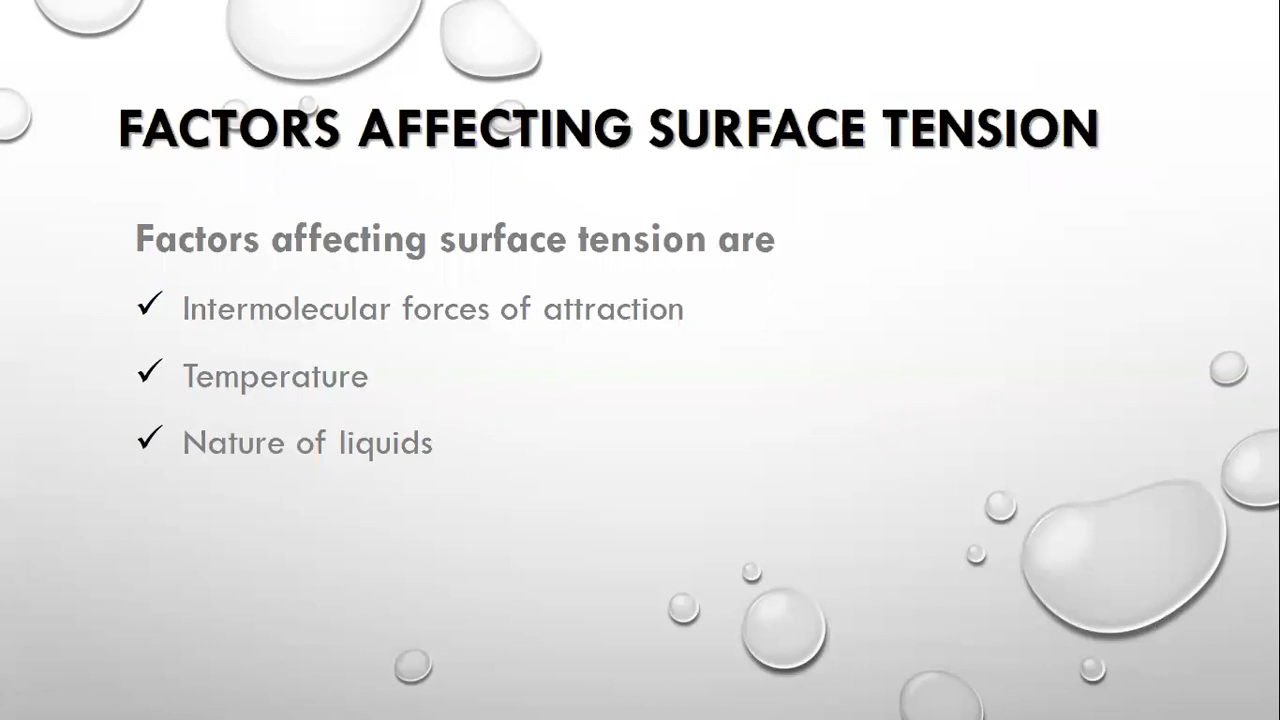 FACTORS AFFECTING SURFACE TENSION
Factors affecting surface tension are
✓ Intermolecular forces of attraction
✓ Temperature
✓ Nature of liquids